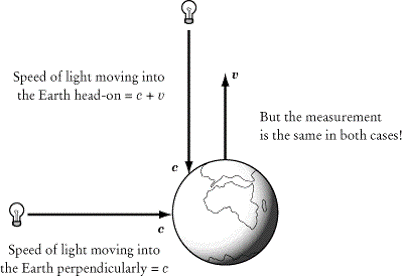 Speed of light moving into
the Earth head-on = c + v
v
But the measurement
is the same in both cases!
c
c
Speed of light moving into
the Earth perpendicularly = c